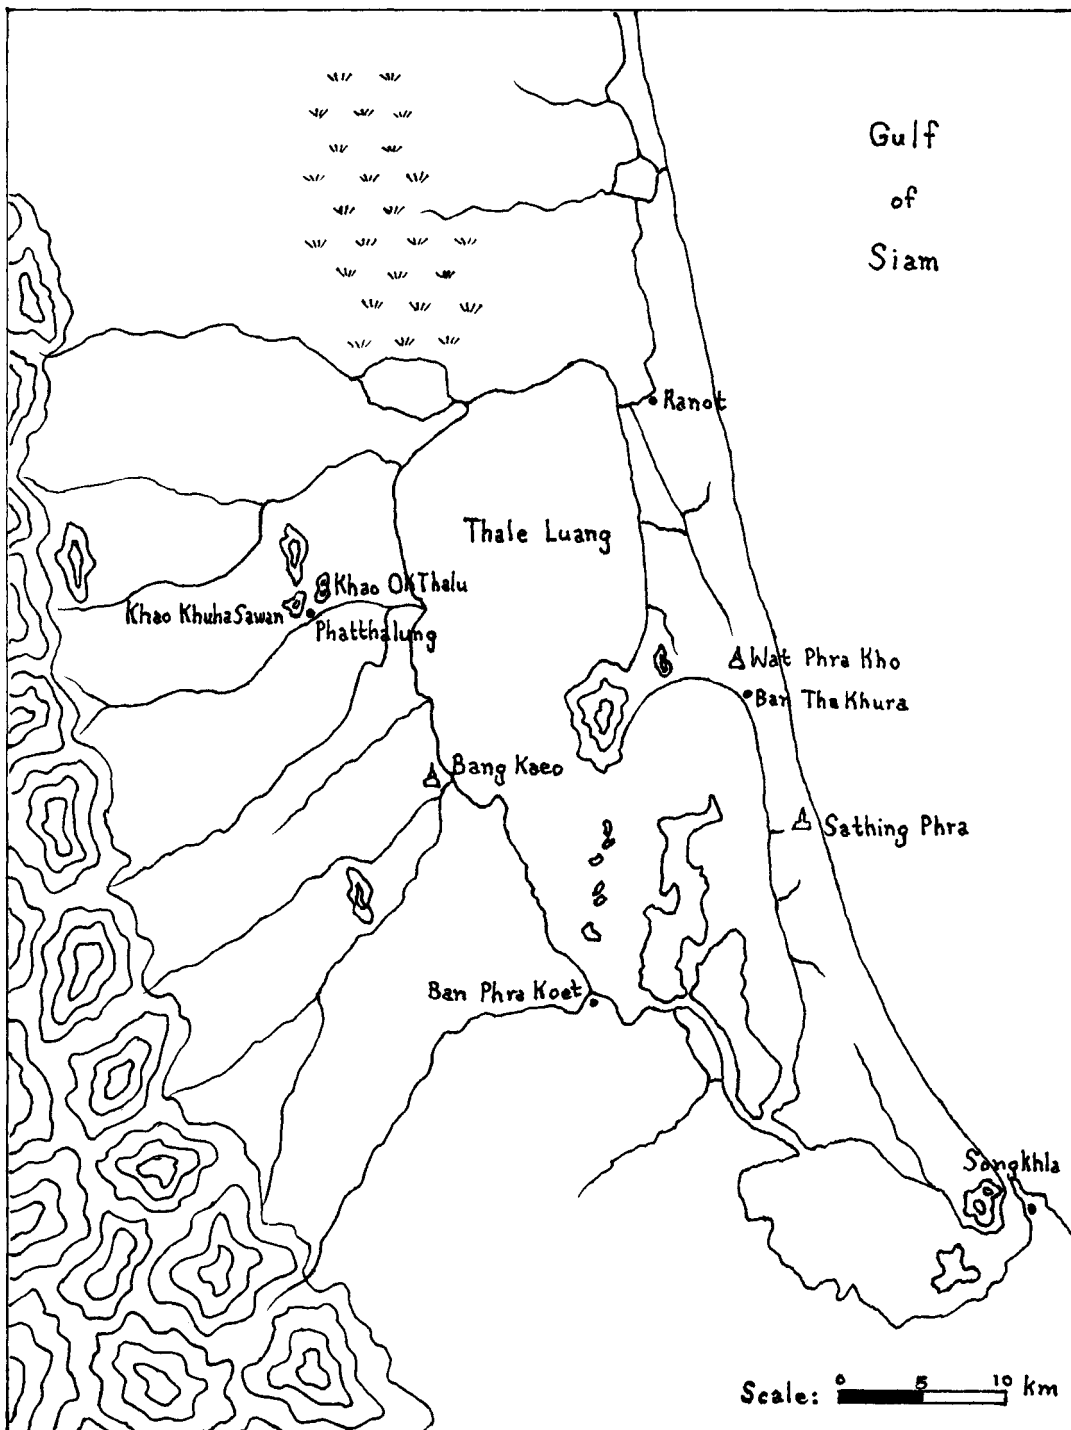 Gulf
of
Siam
Ranot
Thale Luang
Khao Ok Thalu
Khao Khuha Sawan
Phatthalung
Wat Phra Kho
Ban Tha Khura
Bang Kaeo
Sathing Phra
Ban Phra Koet
Songkhla
0 5 10 km
Scale: